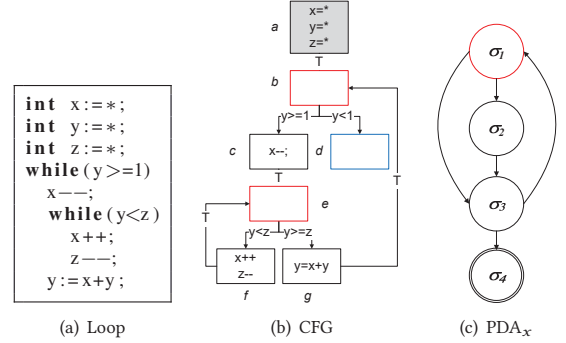 int x:=*;
int y:=*;
int z:=*;
while(y>=1)
x--;
while(y<z)
x++;
z--;
y:=x+y;
(a) Loop
a
x=*
y=*
z=*
T
b
y>=1 y<1
c
x--;
d
T
T
e
T
y<z y>=z
x++
z--
y=x+y
f
g
(b) CFG
σ1
σ2
σ3
σ4
(c) PDAx